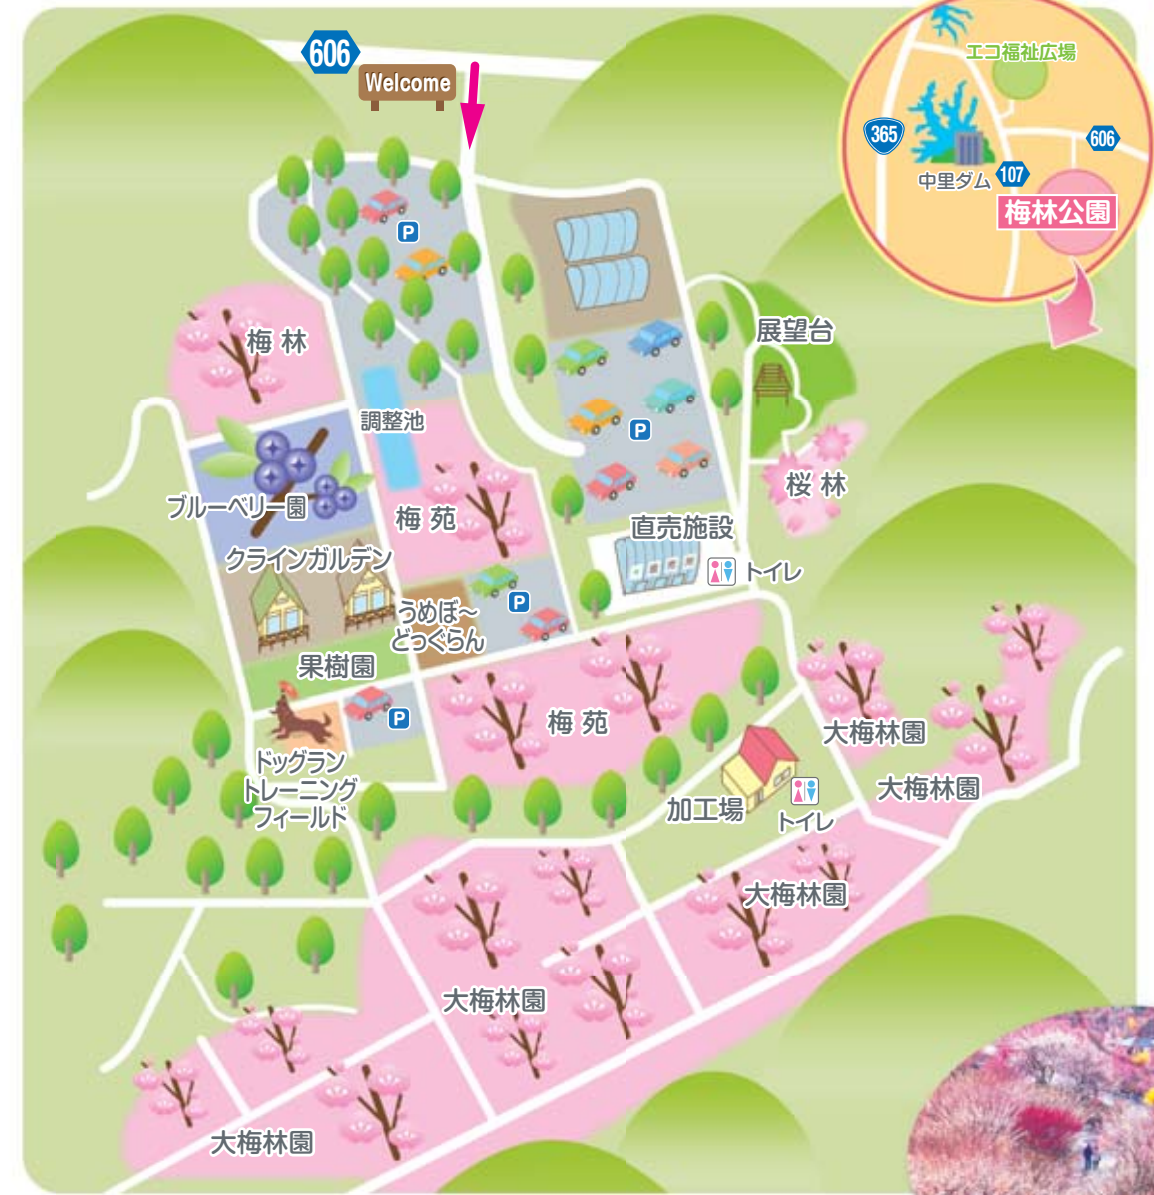 606
Welcome
エコ福祉広場
365
606
中里ダム
107
梅林公園
P
梅林
展望台
調整池
P
桜林
ブルーベリー園
梅苑
直売施設
クラインガルデン
トイレ
うめぼ～
どっぐらん
P
果樹園
P
梅苑
大梅林園
ドッグラン
トレーニング
フィールド
大梅林園
加工場
トイレ
大梅林園
大梅林園
大梅林園